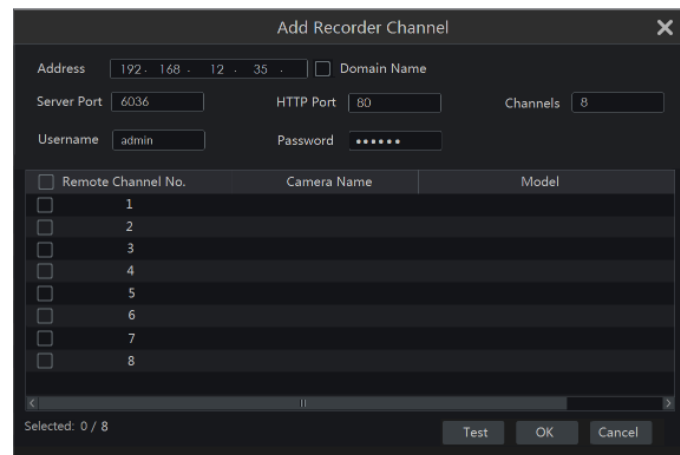 Add Recorder Channel
Address 192. 168. 12. 35. Domain Name
Server Port 6036 HTTP Port 80 Channels 8
Username admin Password ••••••
Remote Channel No. Camera Name Model
1
2
3
4
5
6
7
8
Selected: 0 / 8 Test OK Cancel